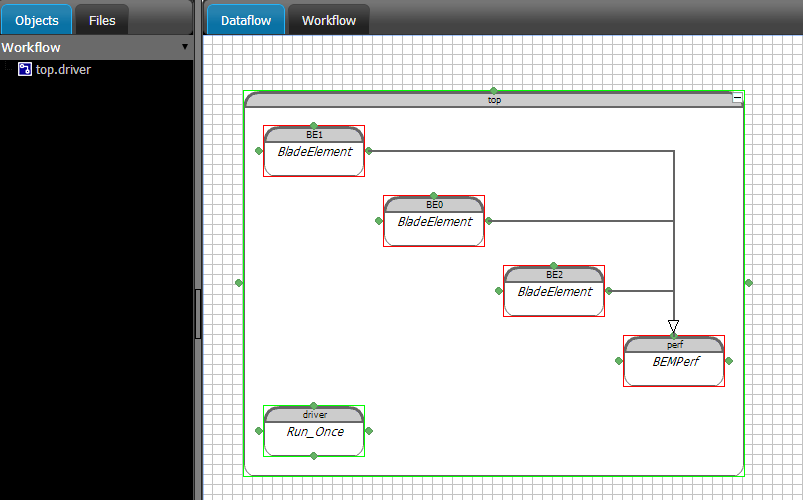 Objects
Files
Dataflow
Workflow
Workflow
top.driver
top
BE1
BladeElement
BE0
BladeElement
BE2
BladeElement
perf
BEMPerf
driver
Run_Once